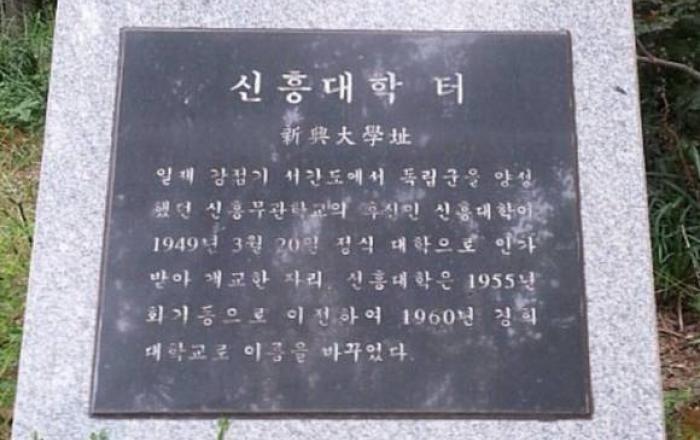 신흥대학 터
新興大學址
일제 강점기 서간도에서 독립군을 양성
했던 신흥무관학교의 후신인 신흥대학이
1949년 3월 20일 정식 대학으로 인가
받아 개교한 자리. 신흥대학은 1955년
회기동으로 이전하여 1960년 경희
대학교로 이름을 바꾸었다.